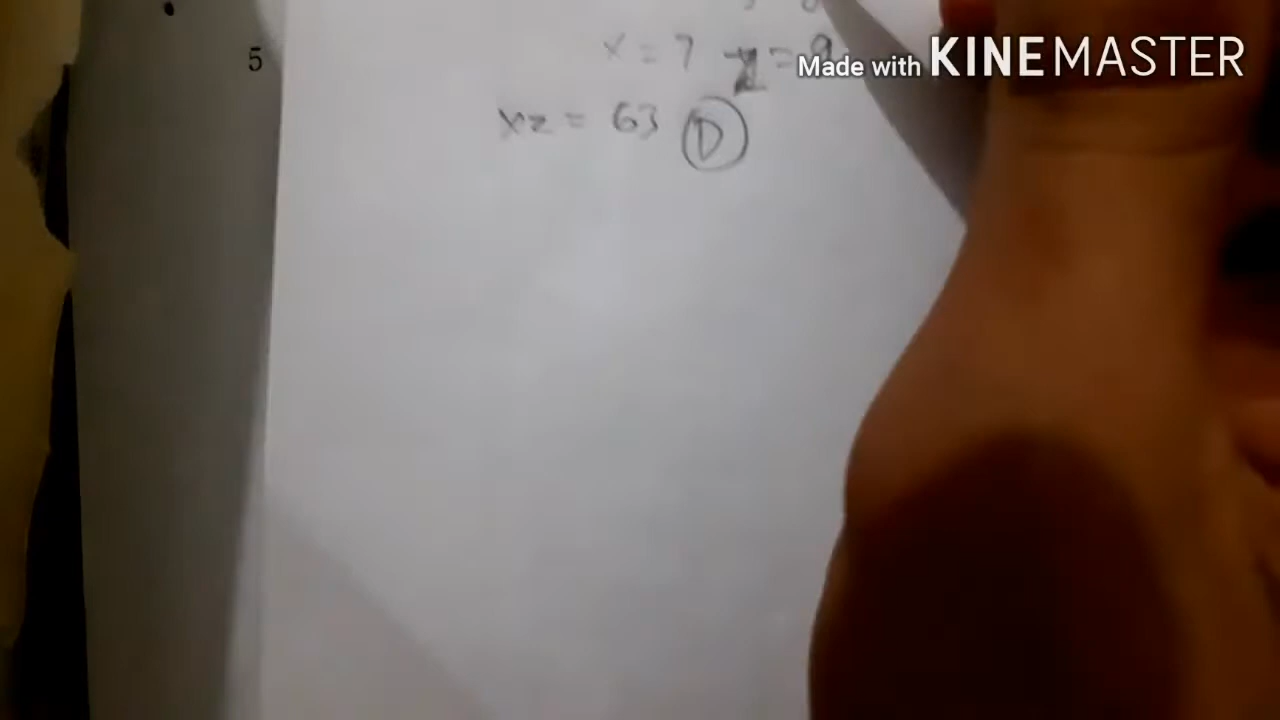 5
x = 7 z = 9
Made with KINEMASTER
xz = 63 D